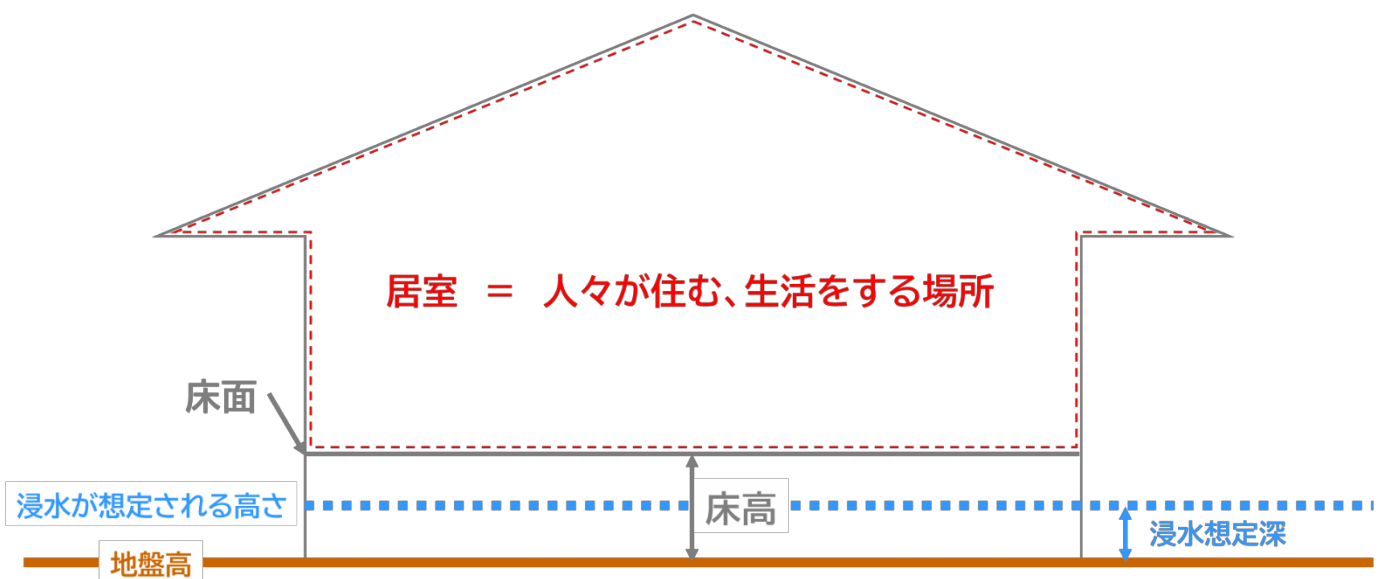 居室 ＝ 人々が住む、生活をする場所
床面
浸水が想定される高さ
床高
浸水想定深
地盤高